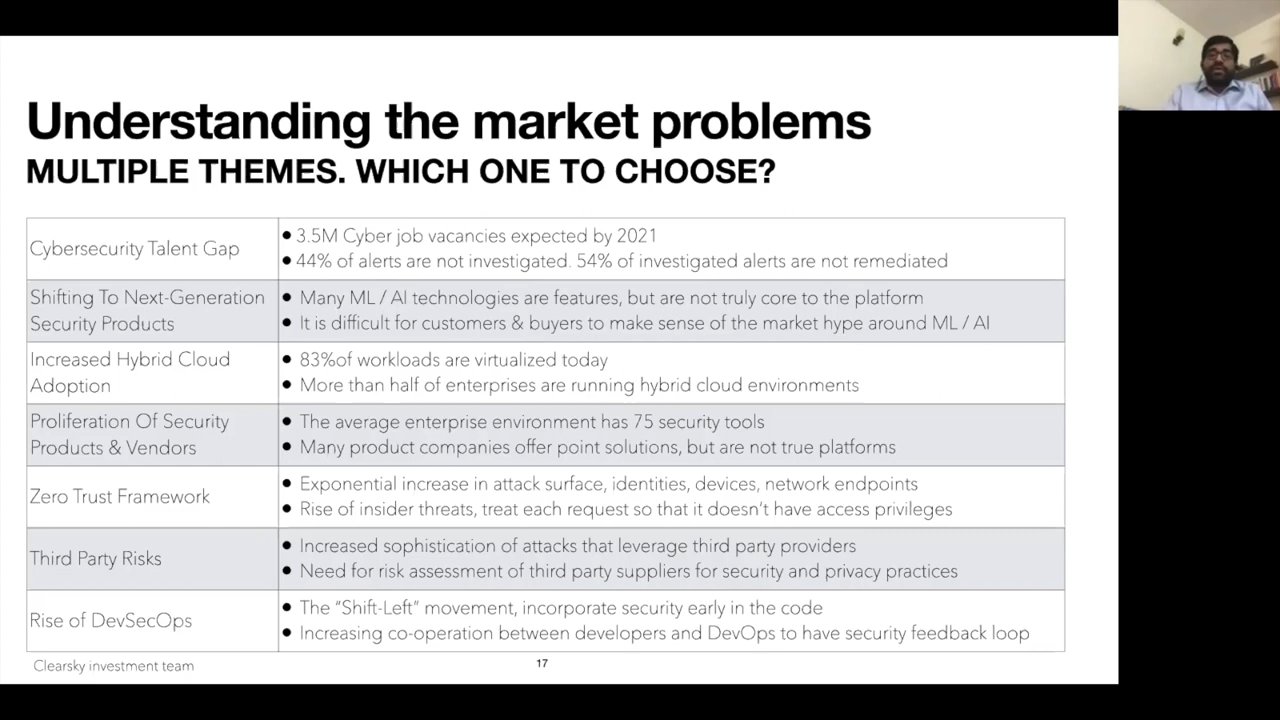 Understanding the market problems
MULTIPLE THEMES. WHICH ONE TO CHOOSE?
Cybersecurity Talent Gap
● 3.5M Cyber job vacancies expected by 2021
● 44% of alerts are not investigated. 54% of investigated alerts are not remediated
Shifting To Next-Generation
Security Products
● Many ML / AI technologies are features, but are not truly core to the platform
● It is difficult for customers & buyers to make sense of the market hype around ML / AI
Increased Hybrid Cloud
Adoption
● 83%of workloads are virtualized today
● More than half of enterprises are running hybrid cloud environments
Proliferation Of Security
Products & Vendors
● The average enterprise environment has 75 security tools
● Many product companies offer point solutions, but are not true platforms
Zero Trust Framework
● Exponential increase in attack surface, identities, devices, network endpoints
● Rise of insider threats, treat each request so that it doesn't have access privileges
Third Party Risks
● Increased sophistication of attacks that leverage third party providers
● Need for risk assessment of third party suppliers for security and privacy practices
Rise of DevSecOps
● The “Shift-Left” movement, incorporate security early in the code
● Increasing co-operation between developers and DevOps to have security feedback loop
Clearsky investment team
17